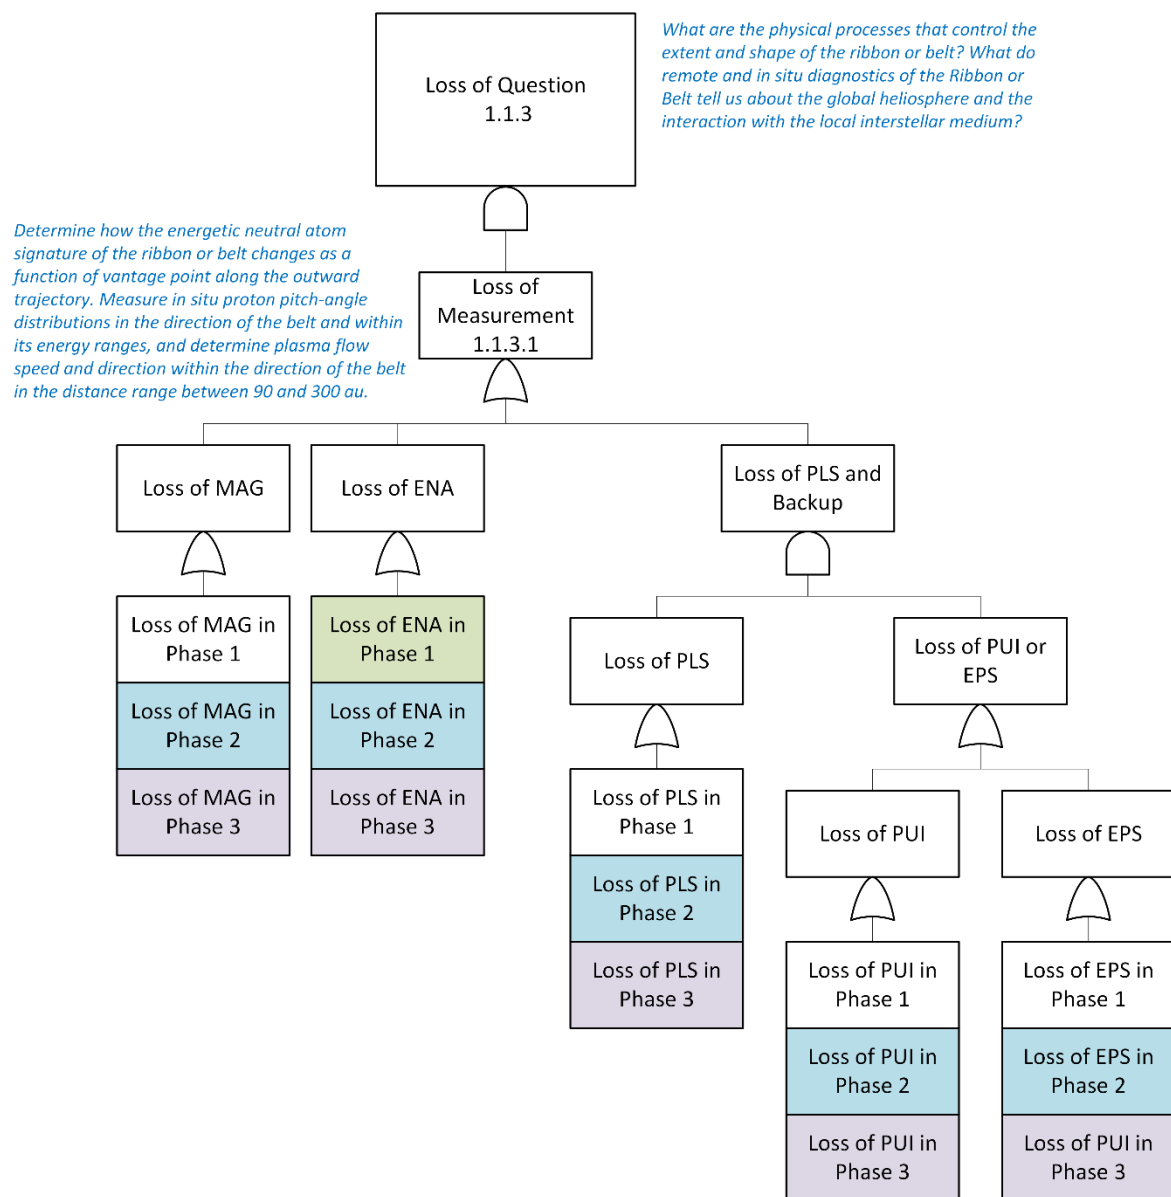 Loss of Question
1.1.3
What are the physical processes that control the
extent and shape of the ribbon or belt? What do
remote and in situ diagnostics of the Ribbon or
Belt tell us about the global heliosphere and the
interaction with the local interstellar medium?
Determine how the energetic neutral atom
signature of the ribbon or belt changes as a
function of vantage point along the outward
trajectory. Measure in situ proton pitch-angle
distributions in the direction of the belt and within
its energy ranges, and determine plasma flow
speed and direction within the direction of the belt
in the distance range between 90 and 300 au.
Loss of
Measurement
1.1.3.1
Loss of MAG
Loss of ENA
Loss of PLS and
Backup
Loss of MAG in
Phase 1
Loss of MAG in
Phase 2
Loss of MAG in
Phase 3
Loss of ENA in
Phase 1
Loss of ENA in
Phase 2
Loss of ENA in
Phase 3
Loss of PLS
Loss of PUI or
EPS
Loss of PLS in
Phase 1
Loss of PLS in
Phase 2
Loss of PLS in
Phase 3
Loss of PUI
Loss of EPS
Loss of PUI in
Phase 1
Loss of PUI in
Phase 2
Loss of PUI in
Phase 3
Loss of EPS in
Phase 1
Loss of EPS in
Phase 2
Loss of PUI in
Phase 3